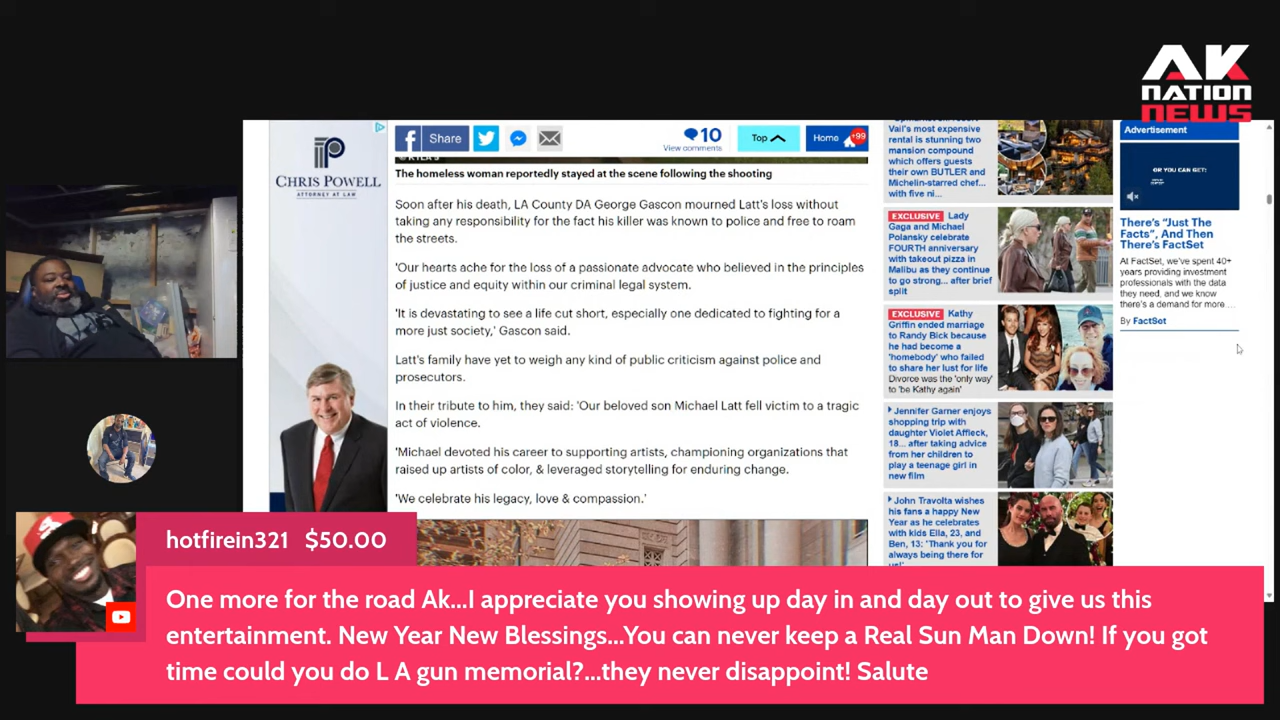 AK
NATION
NEWS
CHRIS POWELL
ATTORNEY AT LAW
Share
10
View comments
Top
Home
+99
The homeless woman reportedly stayed at the scene following the shooting
Soon after his death, LA County DA George Gascon mourned Latt's loss without
taking any responsibility for the fact his killer was known to police and free to roam
the streets.
'Our hearts ache for the loss of a passionate advocate who believed in the principles
of justice and equity within our criminal legal system.
'It is devastating to see a life cut short, especially one dedicated to fighting for a
more just society,' Gascon said.
Latt's family have yet to weigh any kind of public criticism against police and
prosecutors.
In their tribute to him, they said: 'Our beloved son Michael Latt fell victim to a tragic
act of violence.
'Michael devoted his career to supporting artists, championing organizations that
raised up artists of color, & leveraged storytelling for enduring change.
'We celebrate his legacy, love & compassion.'
Vail's most expensive
rental is stunning two
mansion compound
which offers guests
their own BUTLER and
Michelin-starred chef...
with five ni...
EXCLUSIVE Lady
Gaga and Michael
Polansky celebrate
FOURTH anniversary
with takeout pizza in
Malibu as they continue
to go strong... after brief
split
EXCLUSIVE Kathy
Griffin ended marriage
to Randy Bick because
he had become a
'homebody' who failed
to share her lust for life
Divorce was the 'only way'
to 'be Kathy again'
Jennifer Garner enjoys
shopping trip with
daughter Violet Affleck,
18... after taking advice
from her children to
play a teenage girl in
new film
John Travolta wishes
his fans a happy New
Year as he celebrates
with kids Ella, 23, and
Ben, 13: 'Thank you for
always being there for
us!'
Advertisement
OR YOU CAN GET:
There's "Just The
Facts", And Then
There's FactSet
At FactSet, we've spent 40+
years providing investment
professionals with the data
they need, and we know
there's a demand for more ...
By FactSet
hotfirein321 $50.00
One more for the road Ak...I appreciate you showing up day in and day out to give us this
entertainment. New Year New Blessings...You can never keep a Real Sun Man Down! If you got
time could you do L A gun memorial?...they never disappoint! Salute